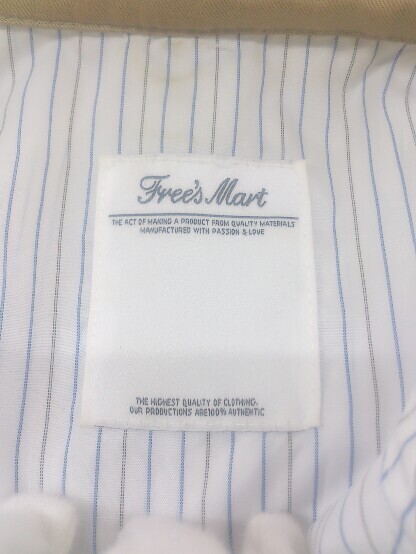 Free's Mart
THE ACT OF MAKING A PRODUCT FROM QUALITY MATERIALS
MANUFACTURED WITH PASSION & LOVE
THE HIGHEST QUALITY OF CLOTHING.
OUR PRODUCTIONS ARE100% AUTHENTIC